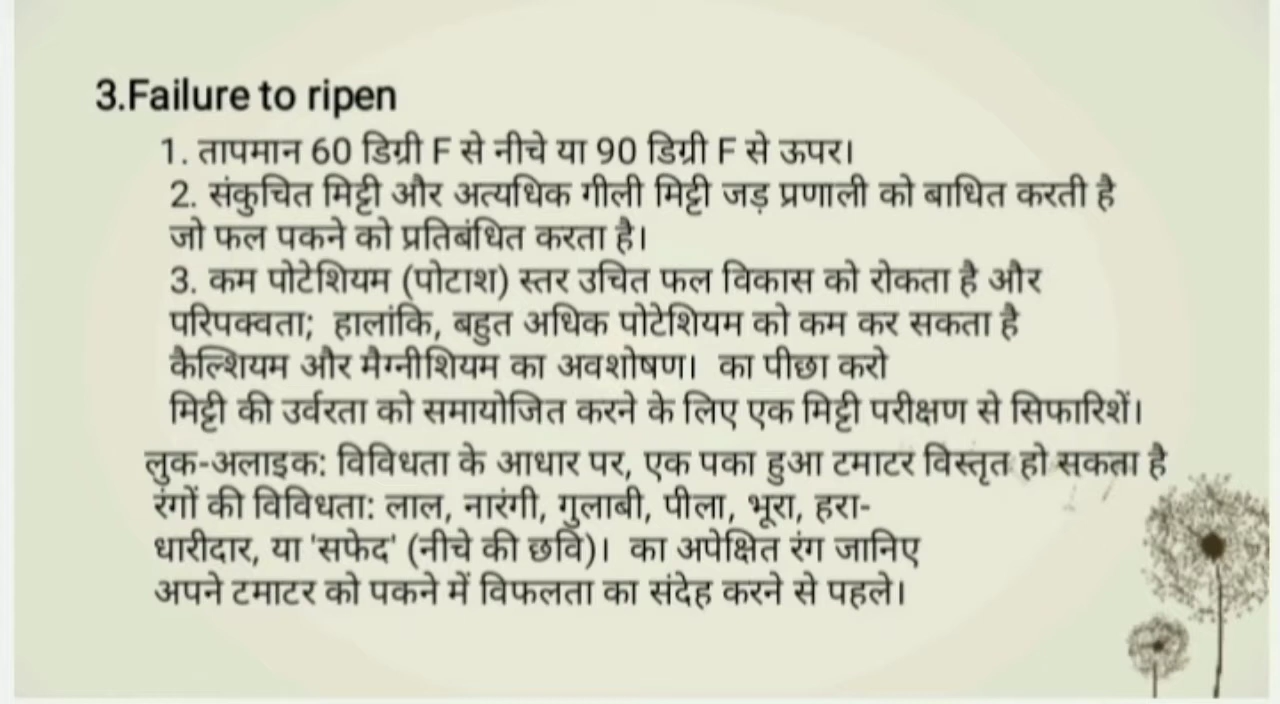 3.Failure to ripen
1. तापमान 60 डिग्री F से नीचे या 90 डिग्री F से ऊपर।
2. संकुचित मिट्टी और अत्यधिक गीली मिट्टी जड़ प्रणाली को बाधित करती है
जो फल पकने को प्रतिबंधित करता है।
3. कम पोटेशियम (पोटाश) स्तर उचित फल विकास को रोकता है और
परिपक्वता; हालांकि, बहुत अधिक पोटेशियम को कम कर सकता है
कैल्शियम और मैग्नीशियम का अवशोषण। का पीछा करो
मिट्टी की उर्वरता को समायोजित करने के लिए एक मिट्टी परीक्षण से सिफारिशें।
लुक-अलाइक: विविधता के आधार पर, एक पका हुआ टमाटर विस्तृत हो सकता है
रंगों की विविधता: लाल, नारंगी, गुलाबी, पीला, भूरा, हरा-
धारीदार, या 'सफेद' (नीचे की छवि)। का अपेक्षित रंग जानिए
अपने टमाटर को पकने में विफलता का संदेह करने से पहले।